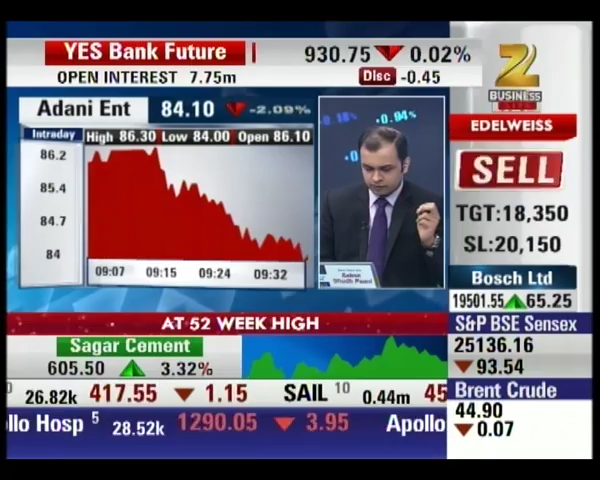 YES Bank Future 930.75 0.02%
OPEN INTEREST 7.75m Disc -0.45
Z
BUSINESS
Adani Ent 84.10 -2.09%
Intraday High 86.30 Low 84.00 Open 86.10
86.2
85.4
84.7
84
09:07 09:15 09:24 09:32
+0.94%
EDELWEISS
SELL
TGT:18,350
SL:20,150
Bosch Ltd
19501.55 65.25
S&P BSE Sensex
25136.16
93.54
Brent Crude
44.90
0.07
AT 52 WEEK HIGH
Sagar Cement
605.50 3.32%
26.82k 417.55 1.15 SAIL 10 0.44m 45
llo Hosp 5 28.52k 1290.05 3.95 Apollo